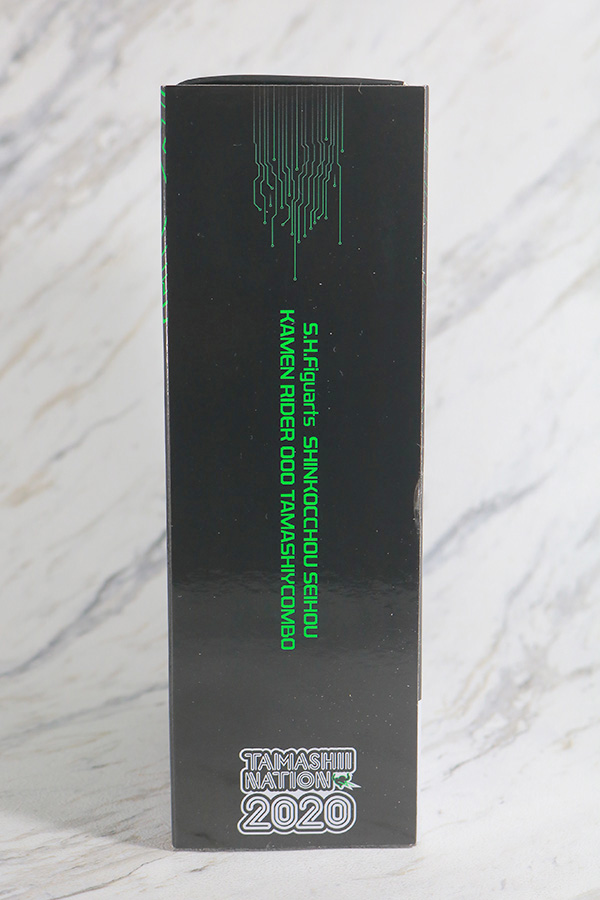 S.H.Figuarts SHINKOCCHOU SEIHOU
KAMEN RIDER OOO TAMASHIYCOMBO
TAMASHII
NATION
2020